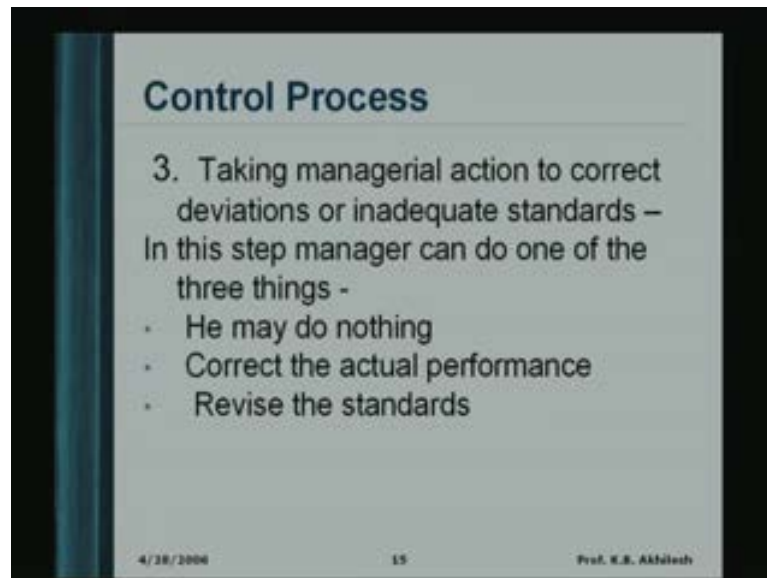 Control Process
3. Taking managerial action to correct
deviations or inadequate standards –
In this step manager can do one of the
three things -
· He may do nothing
· Correct the actual performance
· Revise the standards
4/28/2006 15 Prof. K.B. Akhilesh